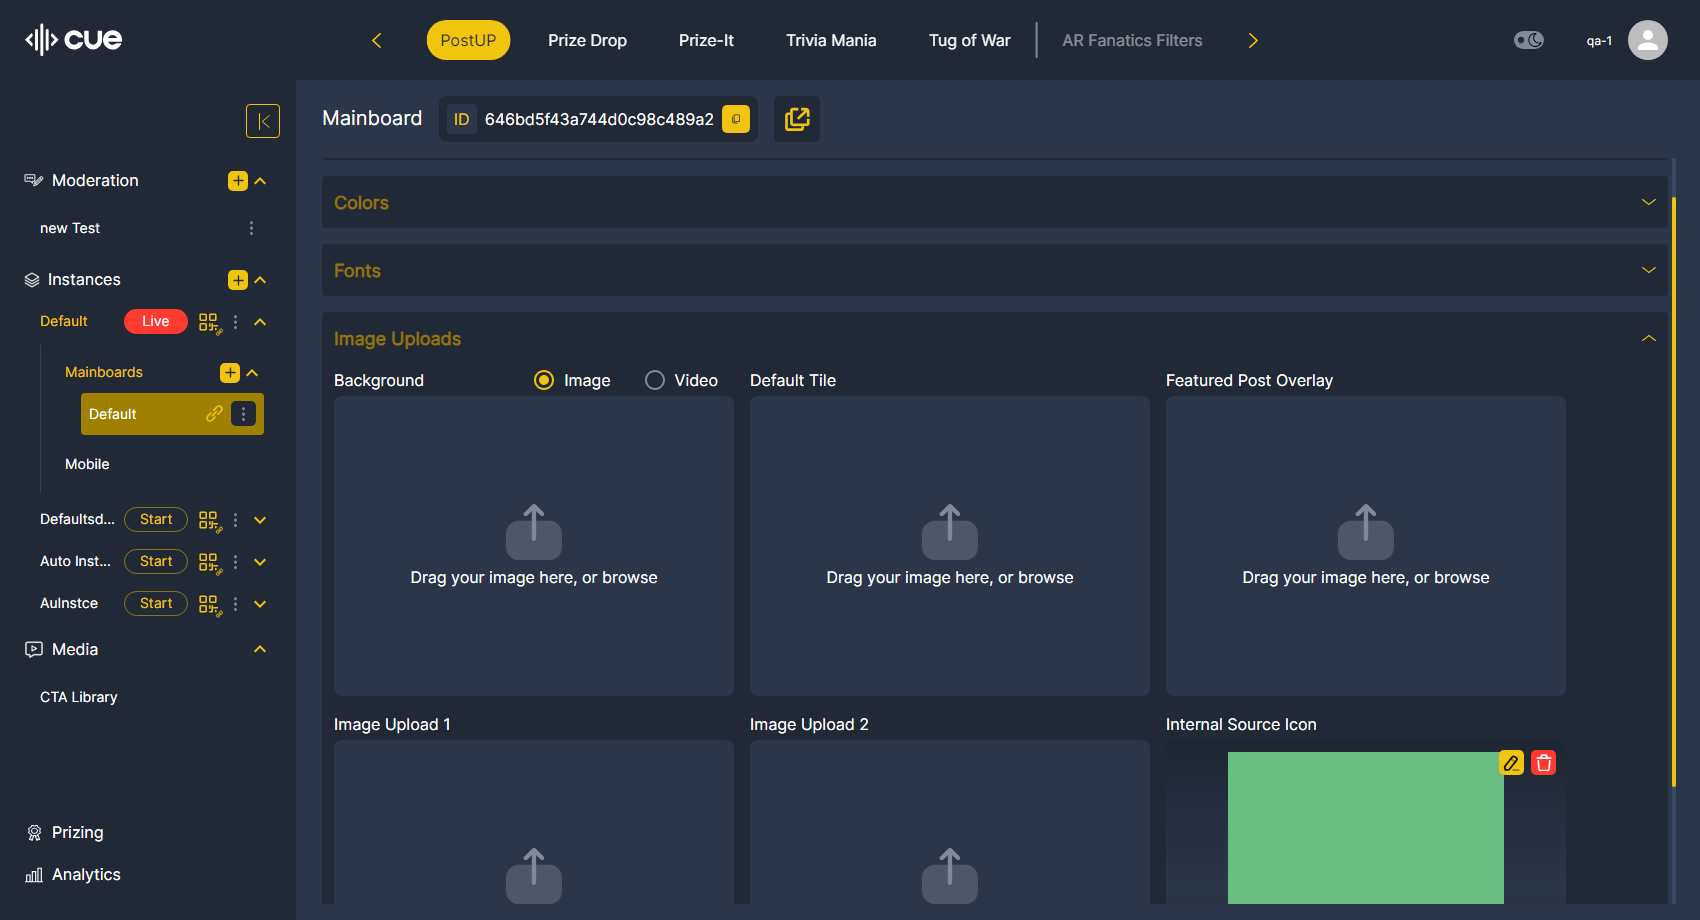 cue
PostUP
Prize Drop
Prize-It
Trivia Mania
Tug of War
AR Fanatics Filters
qa-1
Mainboard
ID
646bd5f43a744d0c98c489a2
Moderation
new Test
Instances
Default
Live
Mainboards
Default
Mobile
Defaultsd...
Start
Auto Inst...
Start
AuInstce
Start
Media
CTA Library
Prizing
Analytics
Colors
Fonts
Image Uploads
Background
Image
Video
Default Tile
Featured Post Overlay
Drag your image here, or browse
Drag your image here, or browse
Drag your image here, or browse
Image Upload 1
Image Upload 2
Internal Source Icon